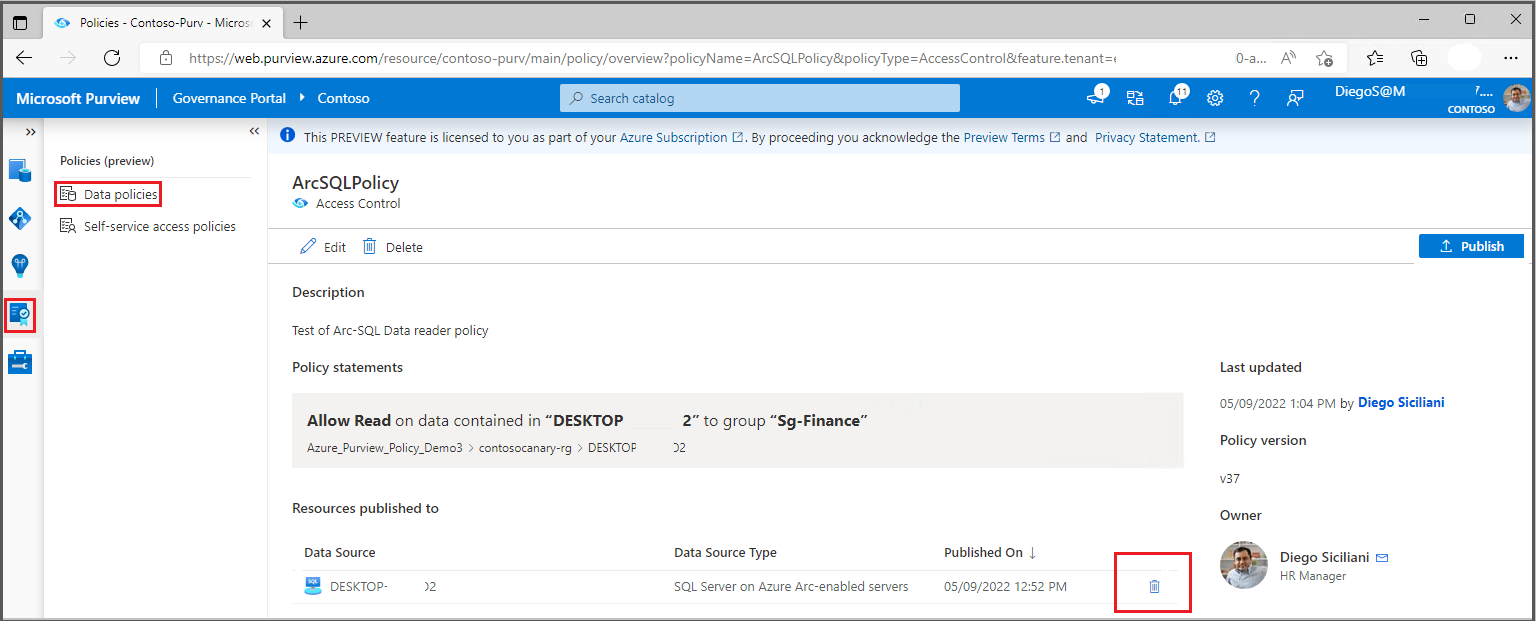 Policies - Contoso-Purv - Micros
https://web.purview.azure.com/resource/contoso-purv/main/policy/overview?policyName=ArcSQLPolicy&policyType=AccessControl&feature.tenant=e
0-a...
Microsoft Purview
Governance Portal
Contoso
Search catalog
1
11
DiegoS@M
7....
CONTOSO
This PREVIEW feature is licensed to you as part of your Azure Subscription. By proceeding you acknowledge the Preview Terms and Privacy Statement.
Policies (preview)
Data policies
Self-service access policies
ArcSQLPolicy
Access Control
Edit
Delete
Publish
Description
Test of Arc-SQL Data reader policy
Policy statements
Allow Read on data contained in “DESKTOP 2” to group “Sg-Finance”
Azure_Purview_Policy_Demo3 > contosocanary-rg > DESKTOP
Last updated
05/09/2022 1:04 PM by Diego Siciliani
Policy version
v37
Owner
Diego Siciliani
HR Manager
Resources published to
Data Source Data Source Type Published On ↓
SQL DESKTOP- SQL Server on Azure Arc-enabled servers 05/09/2022 12:52 PM